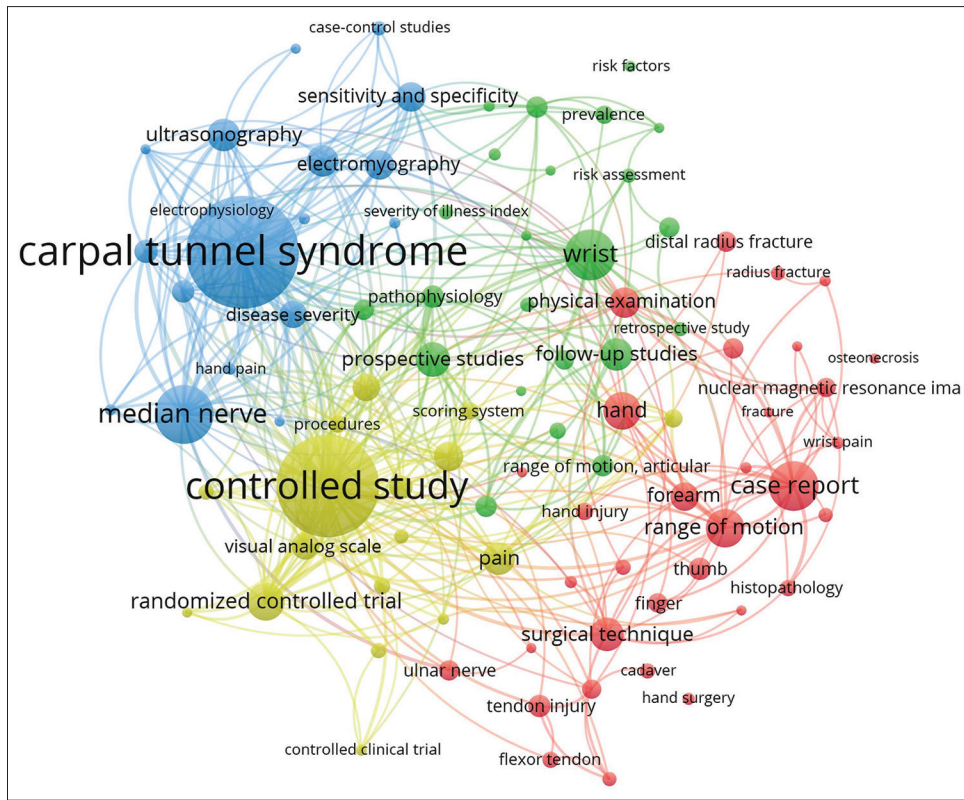 case-control studies
risk factors
sensitivity and specificity
prevalence
ultrasonography
electromyography
risk assessment
electrophysiology
severity of illness index
carpal tunnel syndrome
wrist
distal radius fracture
radius fracture
pathophysiology
physical examination
disease severity
retrospective study
prospective studies
follow-up studies
osteonecrosis
hand pain
nuclear magnetic resonance ima
median nerve
procedures
scoring system
hand
fracture
wrist pain
range of motion, articular
controlled study
forearm
case report
hand injury
range of motion
visual analog scale
pain
thumb
histopathology
randomized controlled trial
finger
surgical technique
ulnar nerve
cadaver
hand surgery
tendon injury
controlled clinical trial
flexor tendon